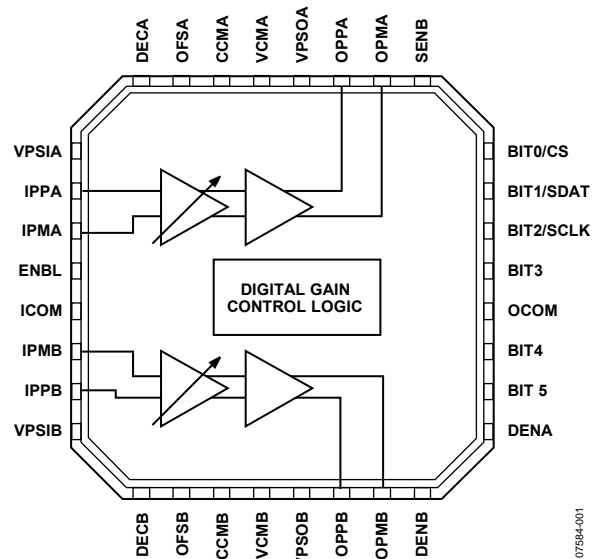 DECA
OFSA
CCMA
VCMA
VPSOA
OPPA
OPMA
SENB
VPSIA
IPPA
IPMA
ENBL
ICOM
IPMB
IPPB
VPSIB
DIGITAL GAIN
CONTROL LOGIC
BIT0/CS
BIT1/SDAT
BIT2/SCLK
BIT3
OCOM
BIT4
BIT 5
DENA
DECB
OFSB
CCMB
VCMB
VPSOB
OPPB
OPMB
DENB
07584-001